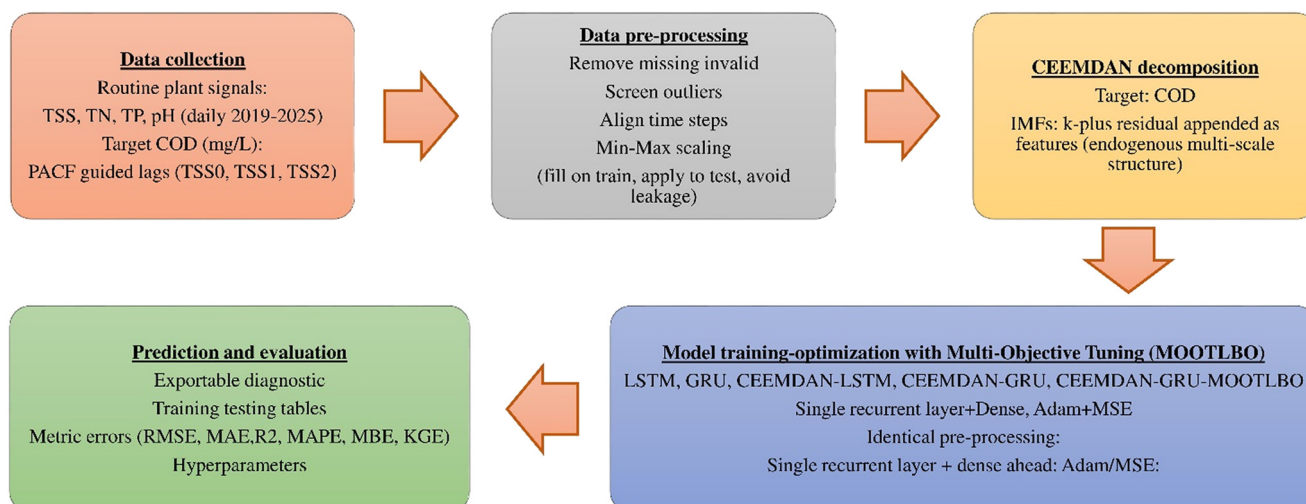 Data collection
Routine plant signals:
TSS, TN, TP, pH (daily 2019-2025)
Target COD (mg/L):
PACF guided lags (TSS0, TSS1, TSS2)
Data pre-processing
Remove missing invalid
Screen outliers
Align time steps
Min-Max scaling
(fill on train, apply to test, avoid
leakage)
CEEMDAN decomposition
Target: COD
IMFs: k-plus residual appended as
features (endogenous multi-scale
structure)
Model training-optimization with Multi-Objective Tuning (MOOTLBO)
LSTM, GRU, CEEMDAN-LSTM, CEEMDAN-GRU, CEEMDAN-GRU-MOOTLBO
Single recurrent layer+Dense, Adam+MSE
Identical pre-processing:
Single recurrent layer + dense ahead: Adam/MSE:
Prediction and evaluation
Exportable diagnostic
Training testing tables
Metric errors (RMSE, MAE,R2, MAPE, MBE, KGE)
Hyperparameters